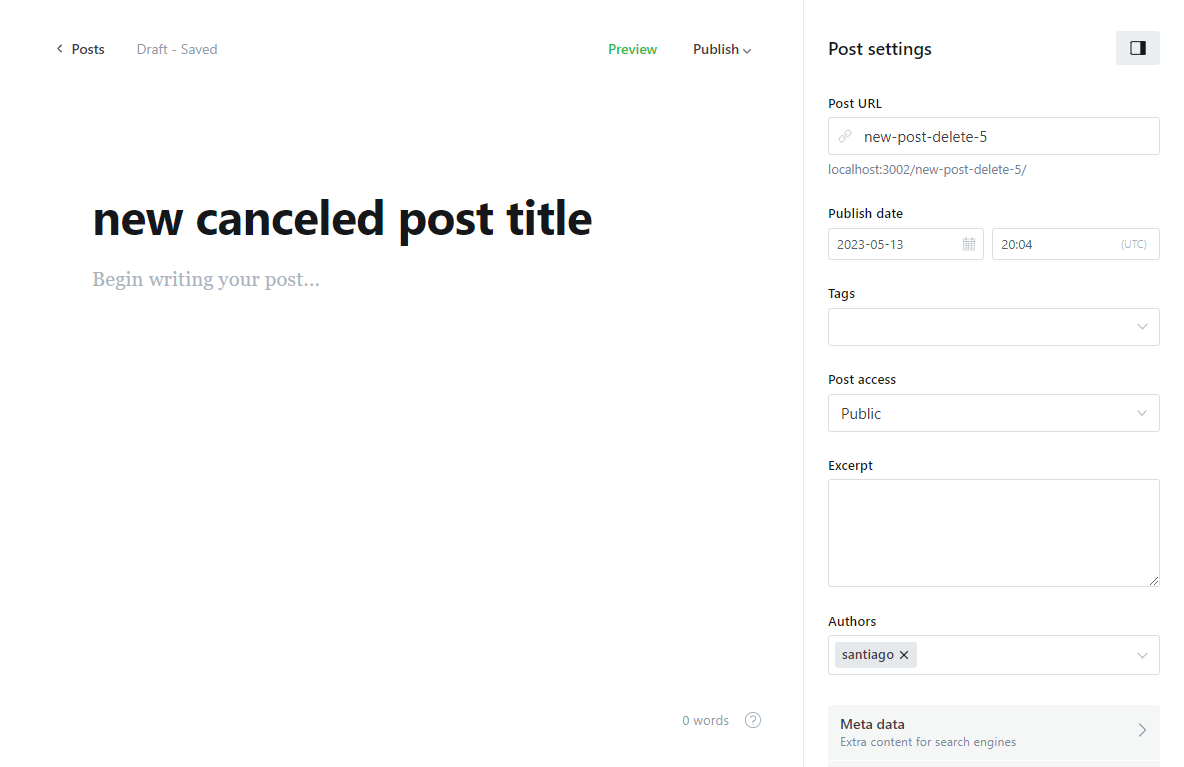 Posts
Draft - Saved
Preview
Publish
new canceled post title
Begin writing your post...
0 words
?
Post settings
Post URL
new-post-delete-5
localhost:3002/new-post-delete-5/
Publish date
2023-05-13
20:04
(UTC)
Tags
Post access
Public
Excerpt
Authors
santiago
Meta data
Extra content for search engines